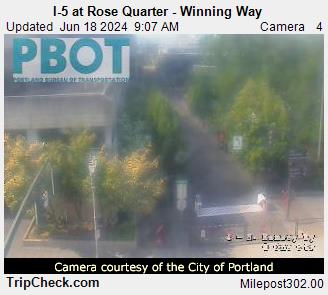 I-5 at Rose Quarter - Winning Way
Updated Jun 18 2024 9:07 AM Camera 4
PBOT
PORTLAND BUREAU OF TRANSPORTATION
Camera courtesy of the City of Portland
TripCheck.com Milepost302.00